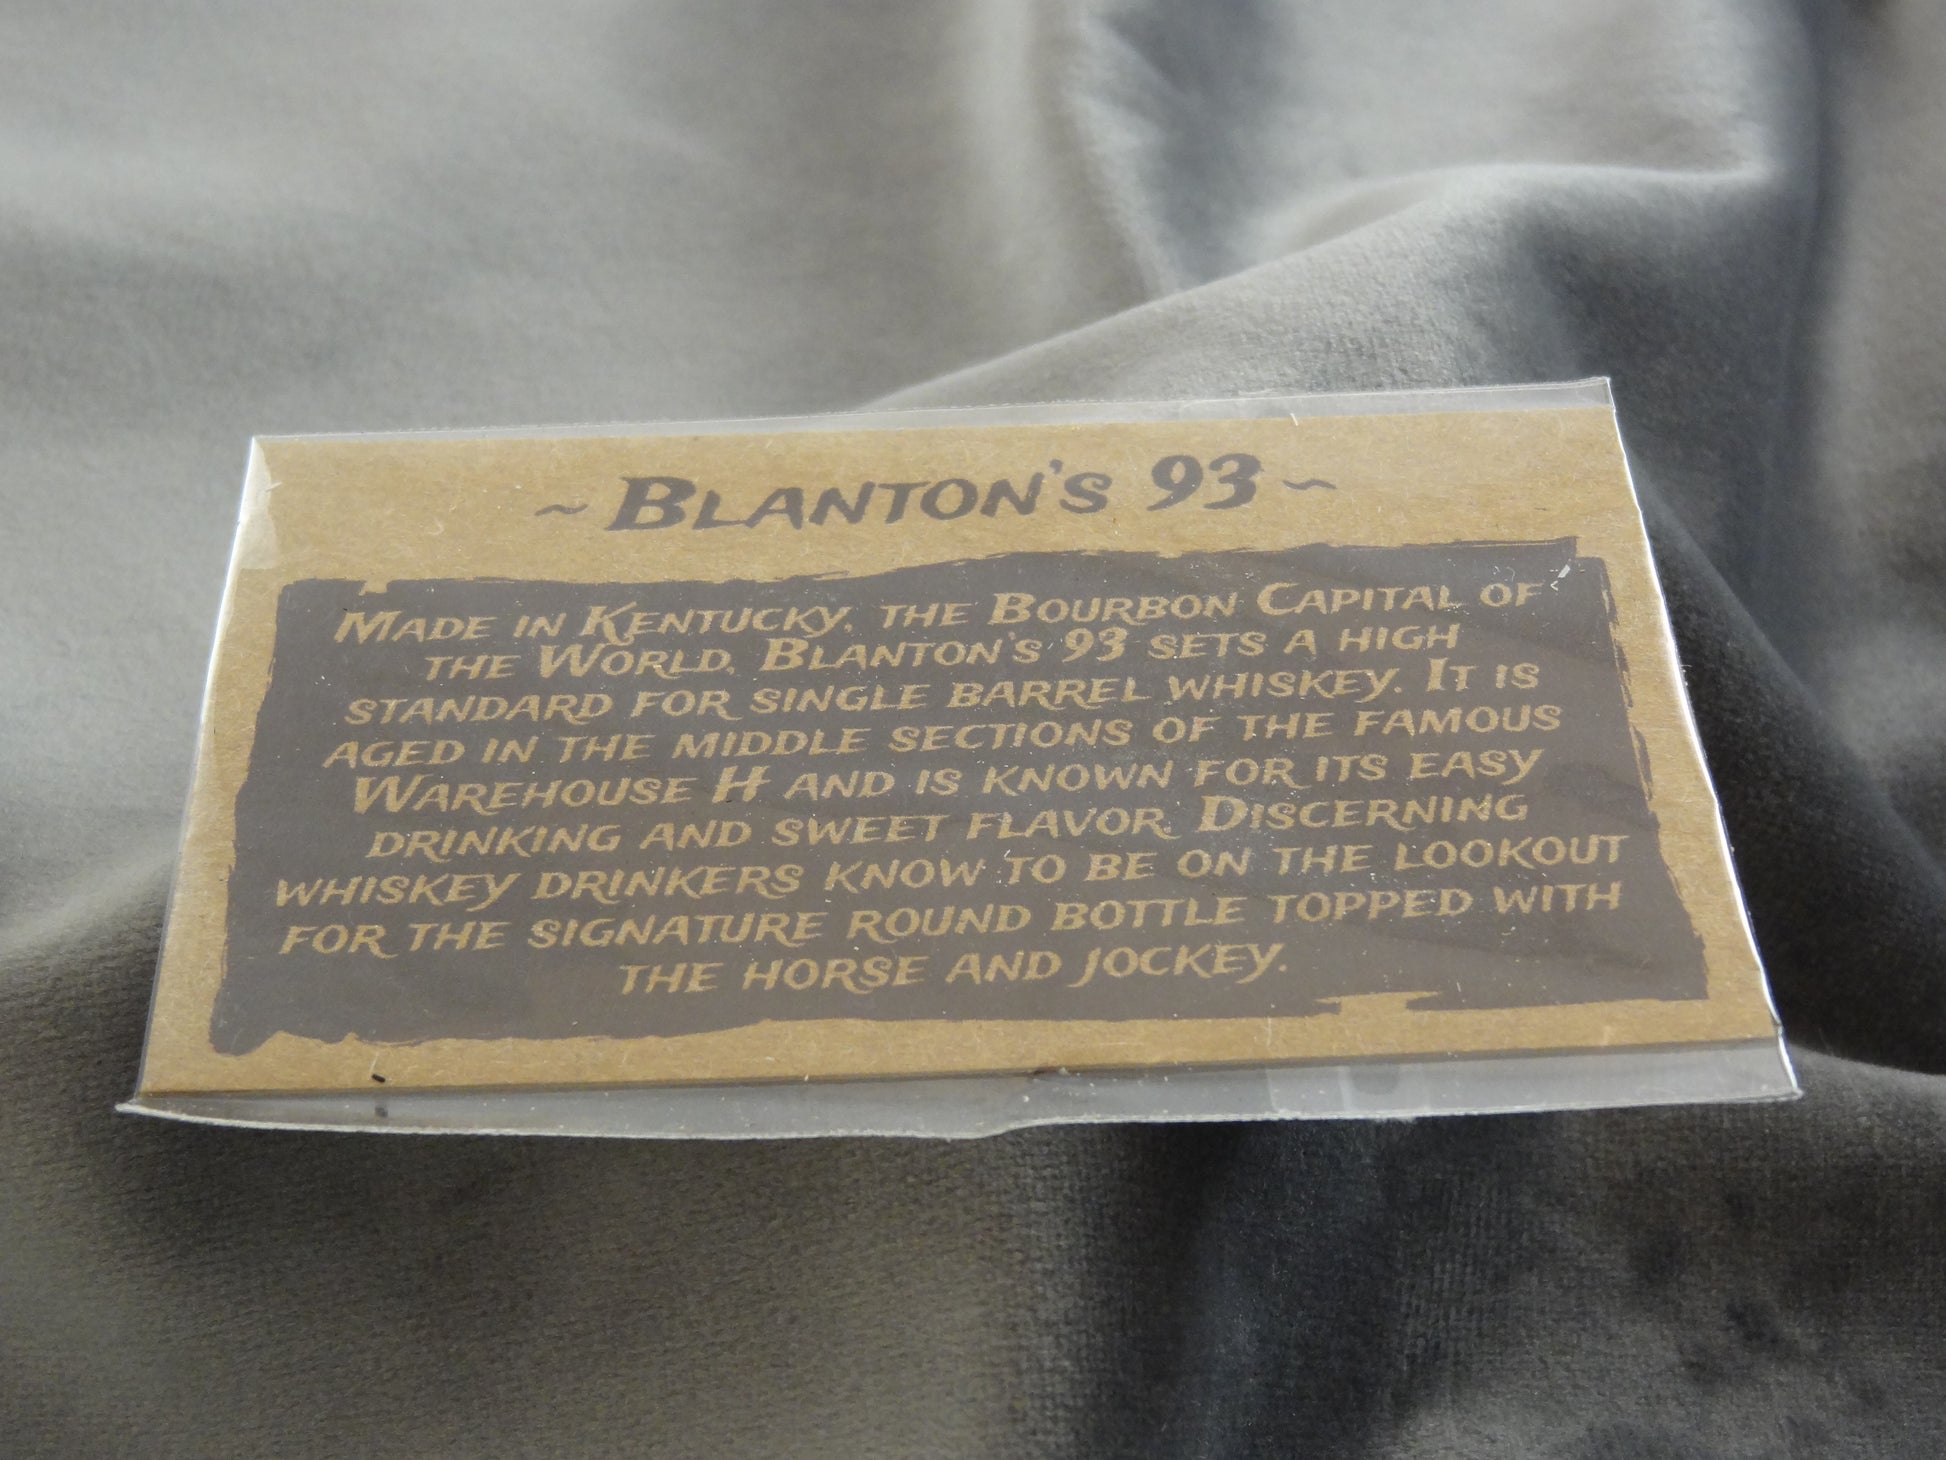 ~ Blanton's 93 ~
Made in Kentucky, the Bourbon Capital of
the World, Blanton's 93 sets a high
standard for single barrel whiskey. It is
aged in the middle sections of the famous
Warehouse H and is known for its easy
drinking and sweet flavor. Discerning
whiskey drinkers know to be on the lookout
for the signature round bottle topped with
the horse and jockey.